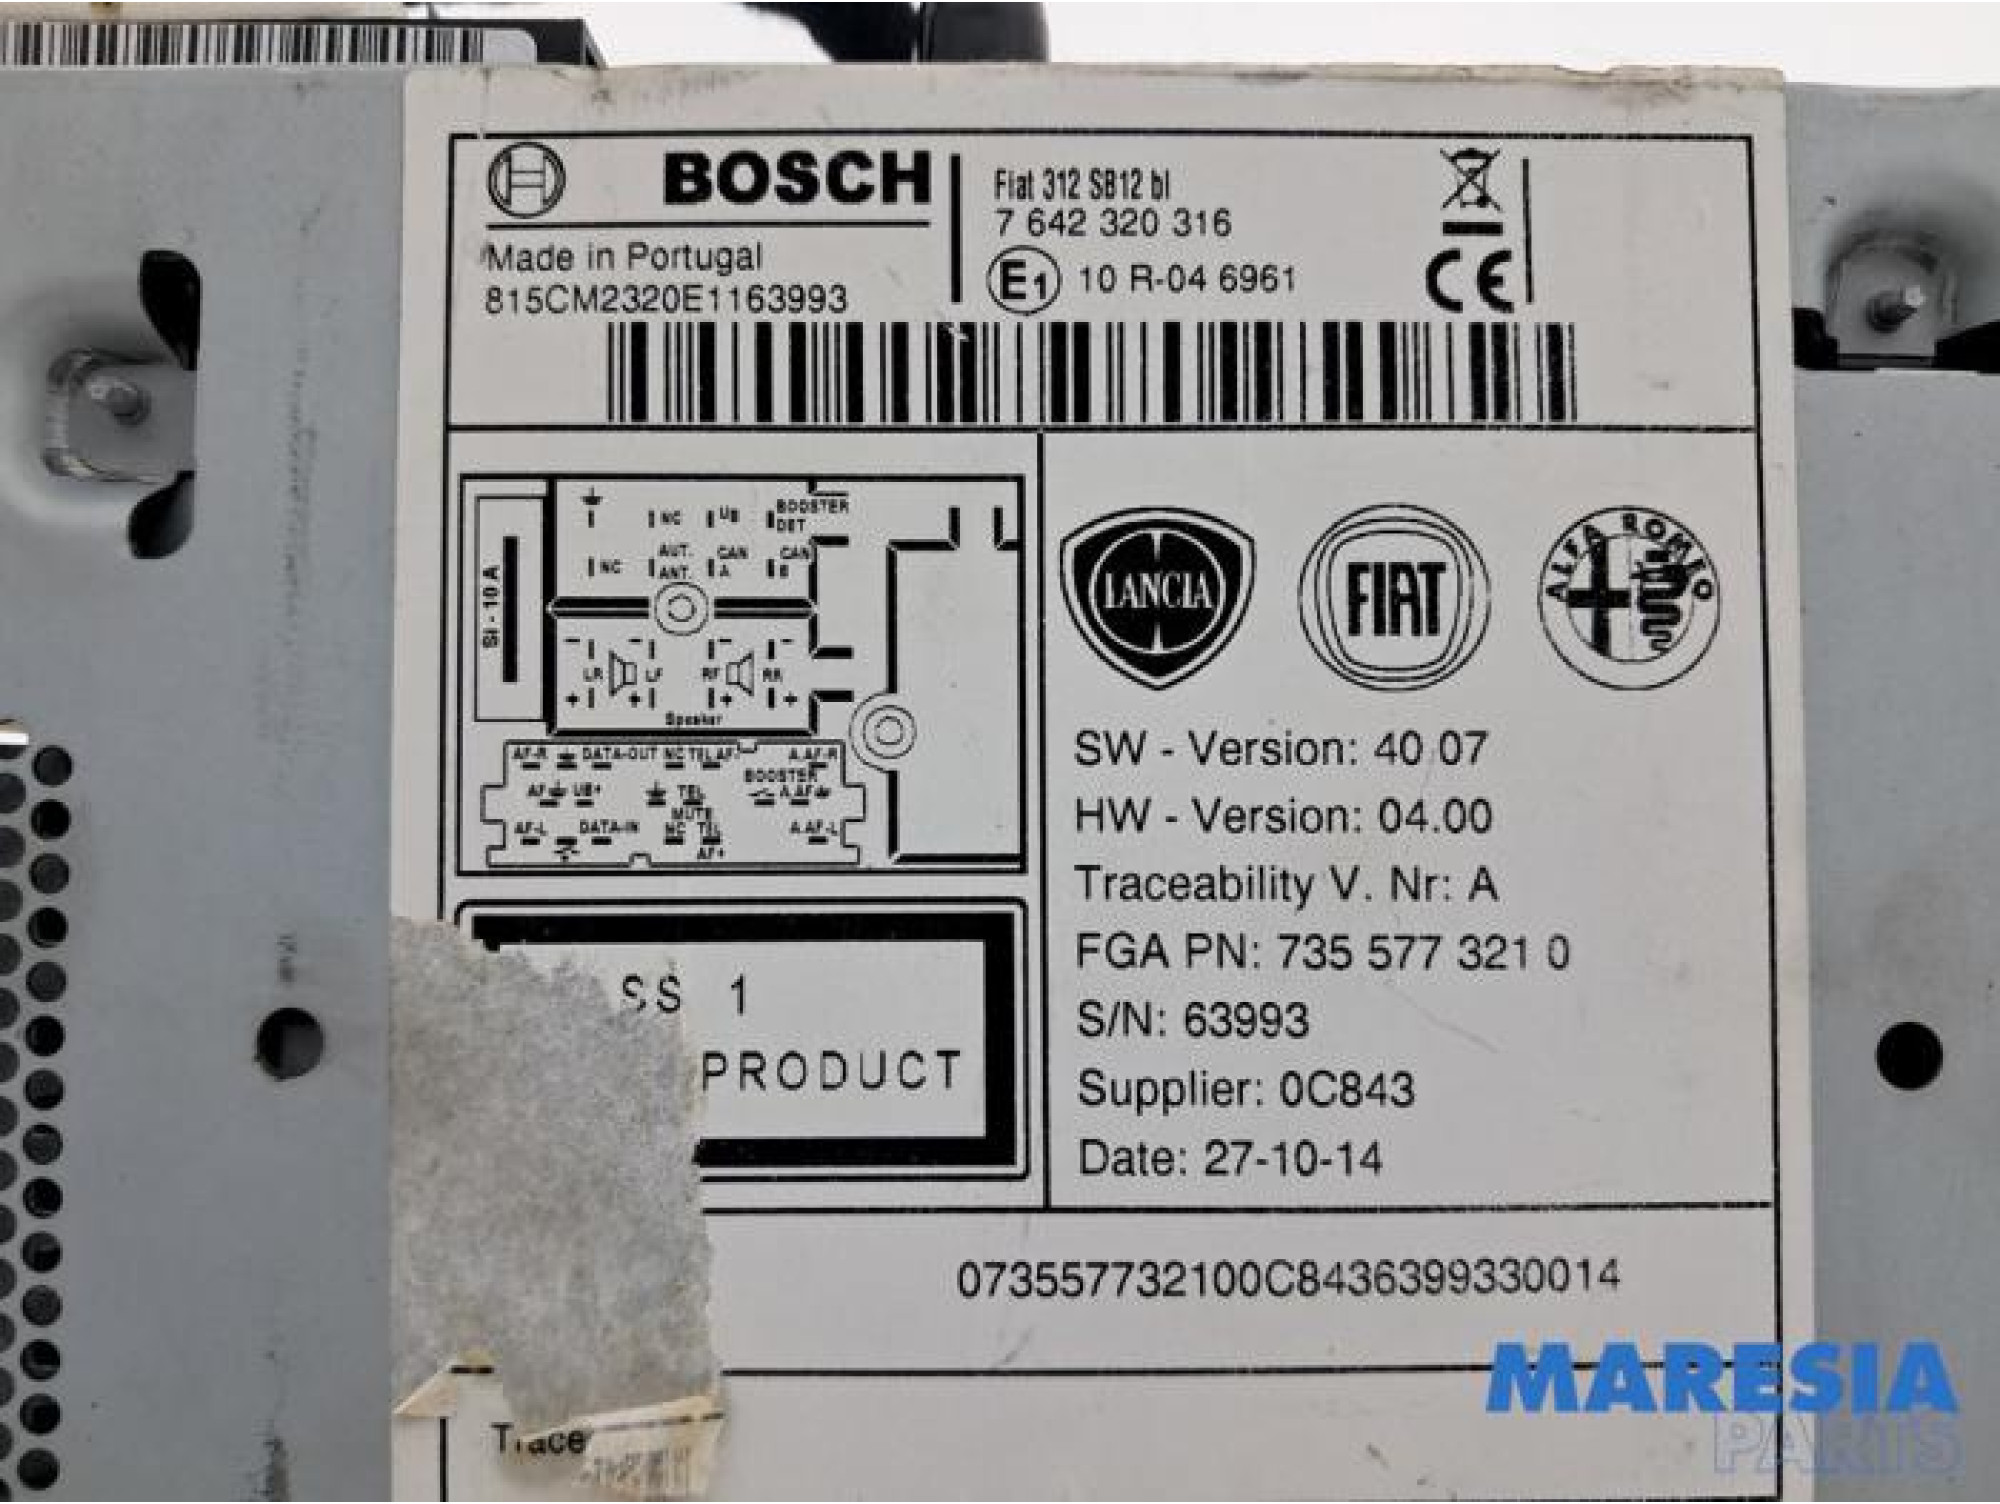 BOSCH
Fiat 312 SB12 bl
7 642 320 316
Made in Portugal
E1 10 R-04 6961
CE
815CM2320E1163993
NC UB BOOSTER DET
NC AUT. ANT. CAN A CAN B
SI - 10 A
LR LF RF RR
Speaker
AF-R DATA-OUT NC TEL AF- A.AF-R
BOOSTER
AF UB+ TEL MUTE A.AF
AF-L DATA-IN NC TEL AF+ A.AF-L
LANCIA
FIAT
ALFA ROMEO
SW - Version: 40 07
HW - Version: 04.00
Traceability V. Nr: A
FGA PN: 735 577 321 0
S/N: 63993
Supplier: 0C843
Date: 27-10-14
SS 1
PRODUCT
073557732100C8436399330014
Trace
MARESIA
PARTS